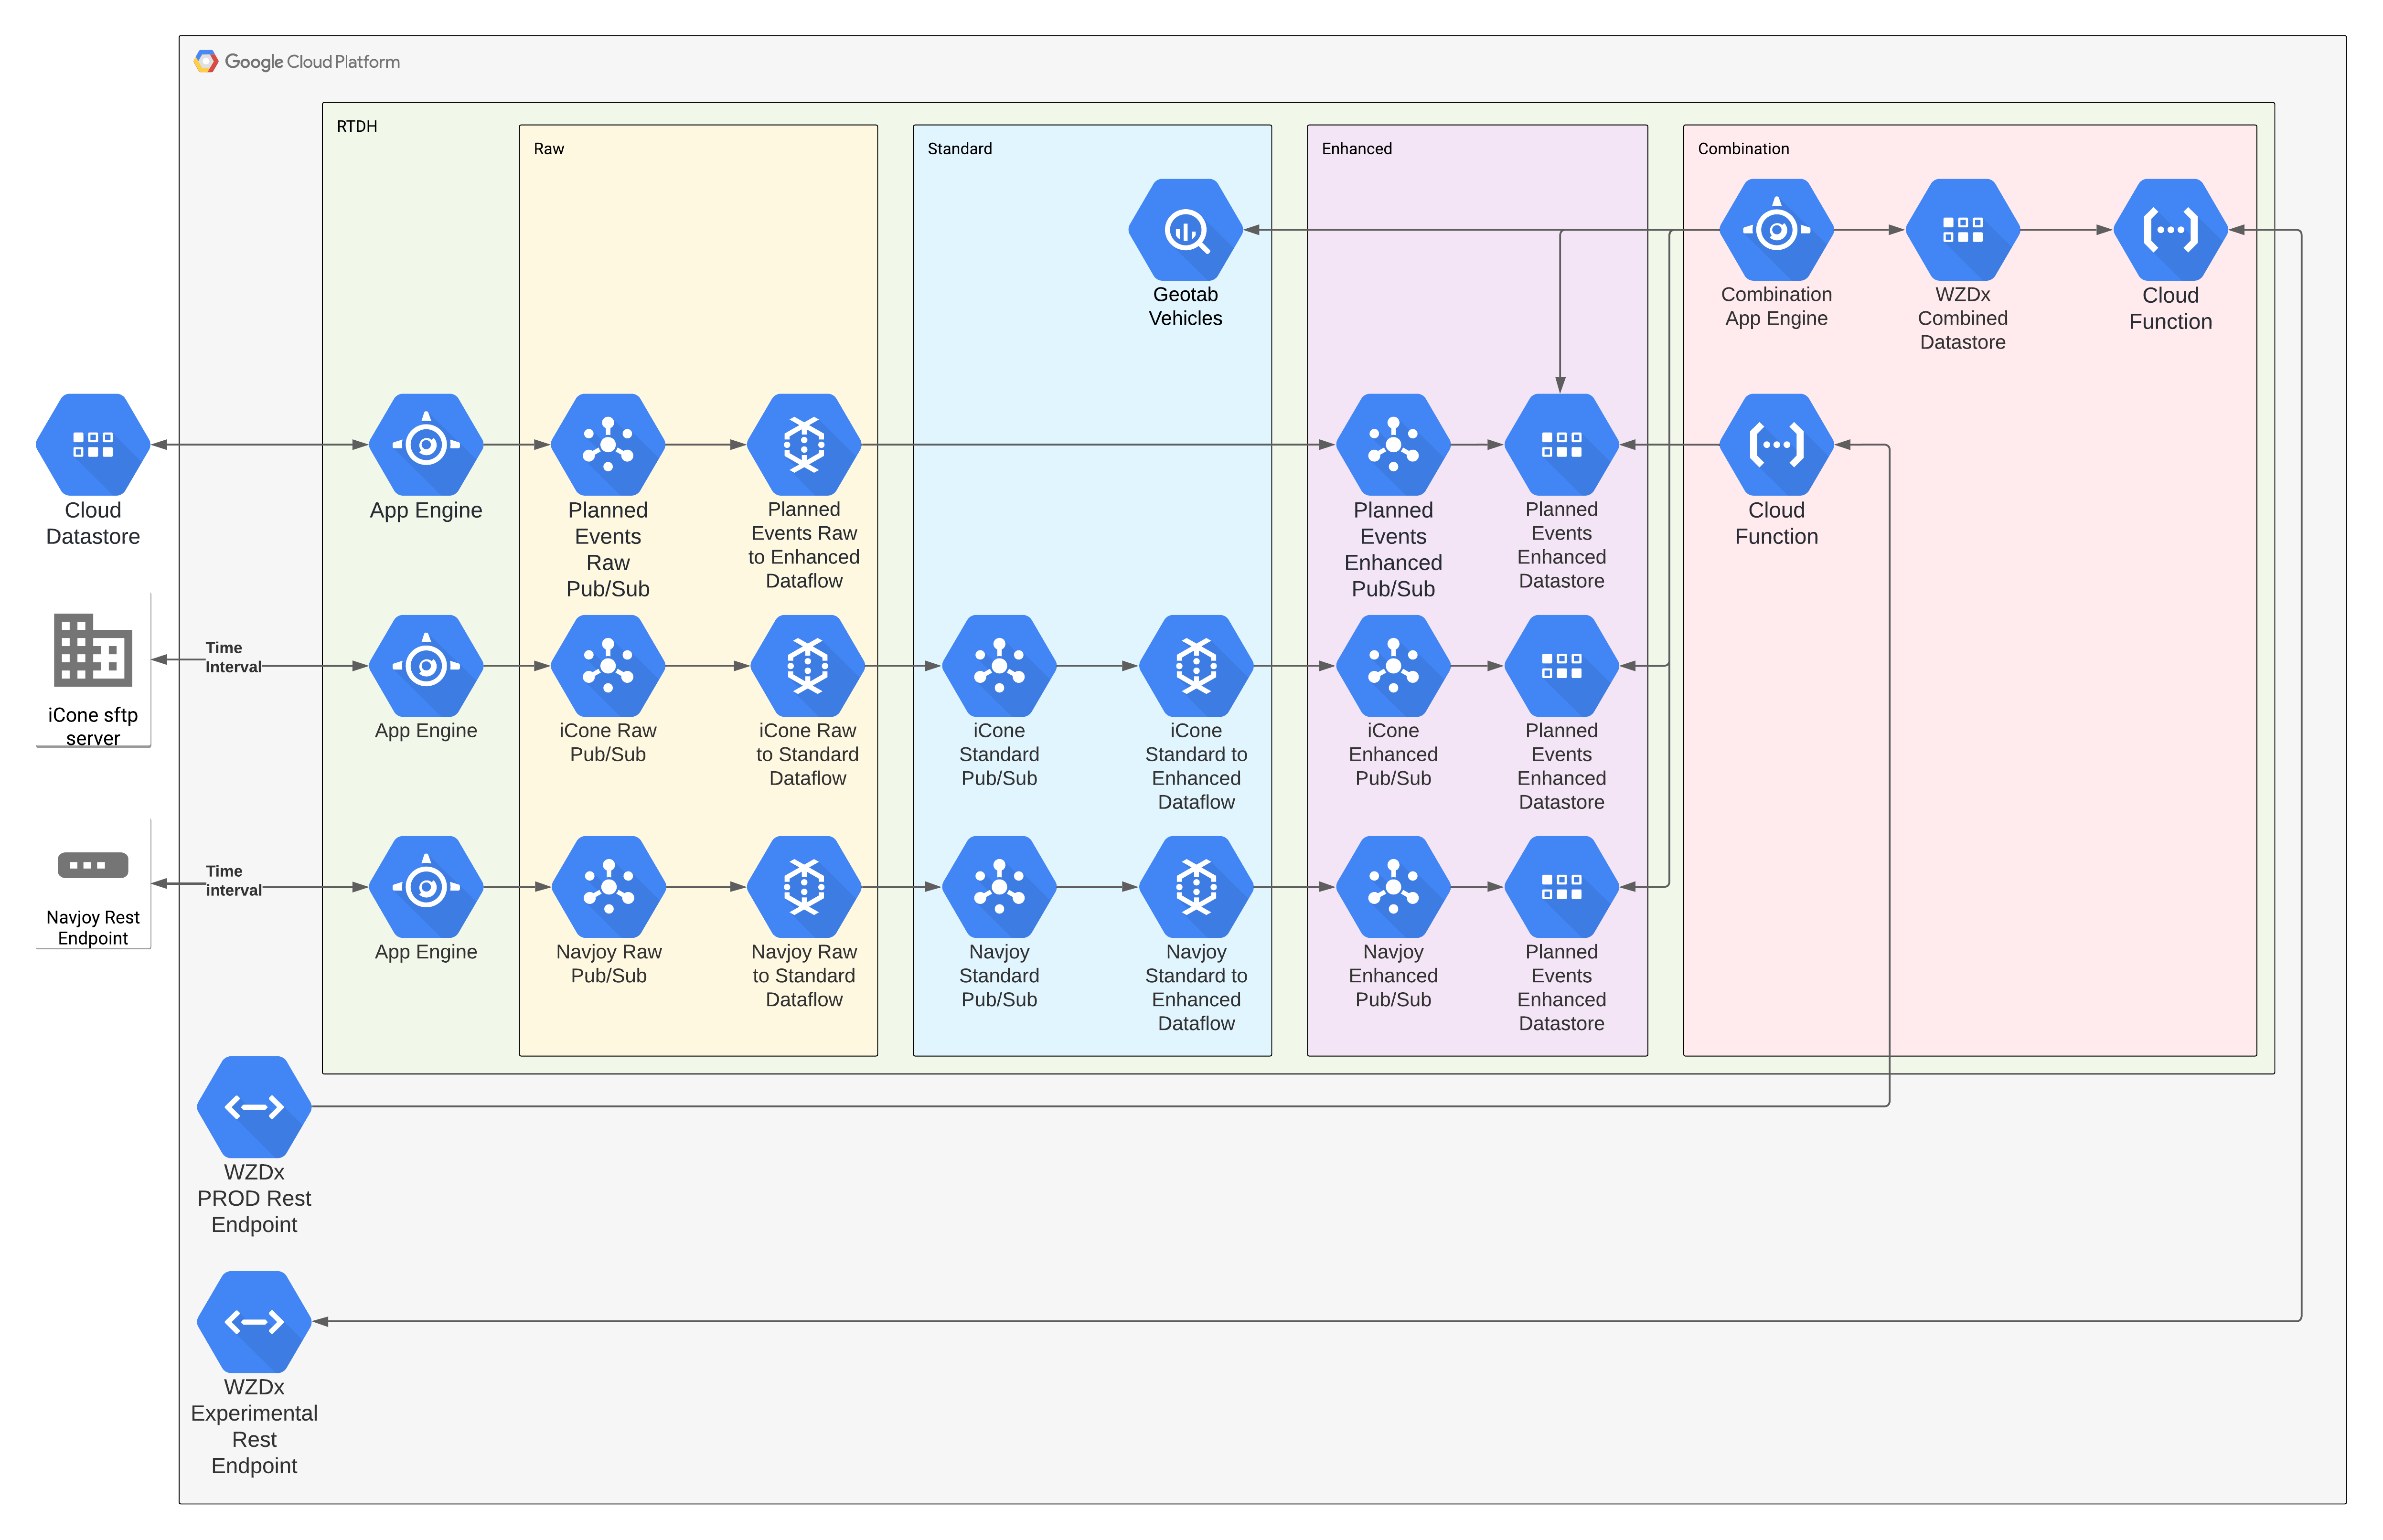 Google Cloud Platform
RTDH
Raw
Standard
Enhanced
Combination
Geotab
Vehicles
Combination
App Engine
WZDx
Combined
Datastore
Cloud
Function
Cloud
Datastore
App Engine
Planned
Events
Raw
Pub/Sub
Planned
Events Raw
to Enhanced
Dataflow
Planned
Events
Enhanced
Pub/Sub
Planned
Events
Enhanced
Datastore
Cloud
Function
iCone sftp
server
Time
Interval
App Engine
iCone Raw
Pub/Sub
iCone Raw
to Standard
Dataflow
iCone
Standard
Pub/Sub
iCone
Standard to
Enhanced
Dataflow
iCone
Enhanced
Pub/Sub
Planned
Events
Enhanced
Datastore
Navjoy Rest
Endpoint
Time
interval
App Engine
Navjoy Raw
Pub/Sub
Navjoy Raw
to Standard
Dataflow
Navjoy
Standard
Pub/Sub
Navjoy
Standard to
Enhanced
Dataflow
Navjoy
Enhanced
Pub/Sub
Planned
Events
Enhanced
Datastore
WZDx
PROD Rest
Endpoint
WZDx
Experimental
Rest
Endpoint